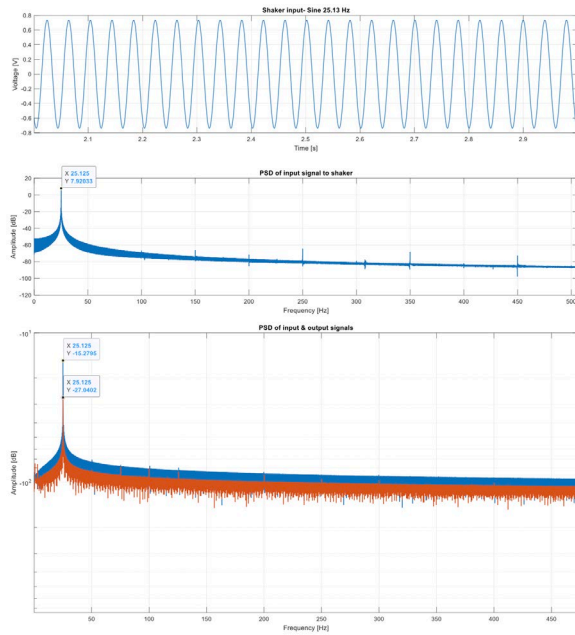 Shaker input- Sine 25.13 Hz
0.8
0.6
0.4
0.2
0
-0.2
-0.4
-0.6
-0.8
Voltage [V]
2.1 2.2 2.3 2.4 2.5 2.6 2.7 2.8 2.9
Time [s]
PSD of input signal to shaker
X 25.125
Y 7.92033
20
0
-20
-40
-60
-80
-100
-120
Amplitude [dB]
0 50 100 150 200 250 300 350 400 450 500
Frequency [Hz]
PSD of input & output signals
-10¹
X 25.125
Y -15.2795
X 25.125
Y -27.0402
-10²
Amplitude [dB]
50 100 150 200 250 300 350 400 450
Frequency [Hz]